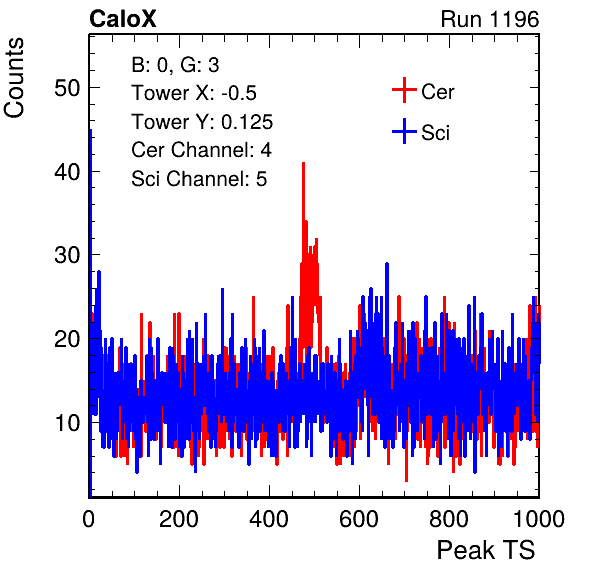 CaloX Run 1196
Counts
B: 0, G: 3
Tower X: -0.5
Tower Y: 0.125
Cer Channel: 4
Sci Channel: 5
Cer
Sci
50
40
30
20
10
0 200 400 600 800 1000
Peak TS